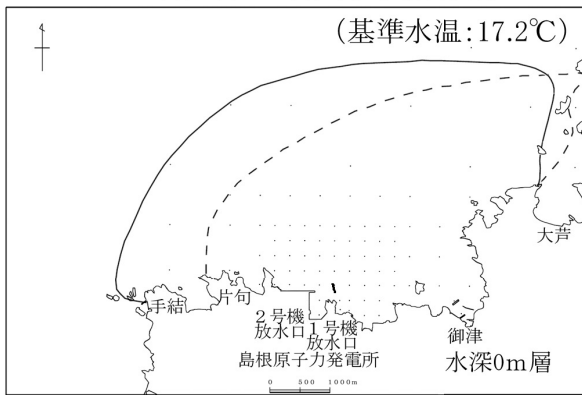 (基準水温:17.2℃)
大芦
手結
片句
2号機
放水口
1号機
放水口
御津
島根原子力発電所
水深0m層
0 500 1000m